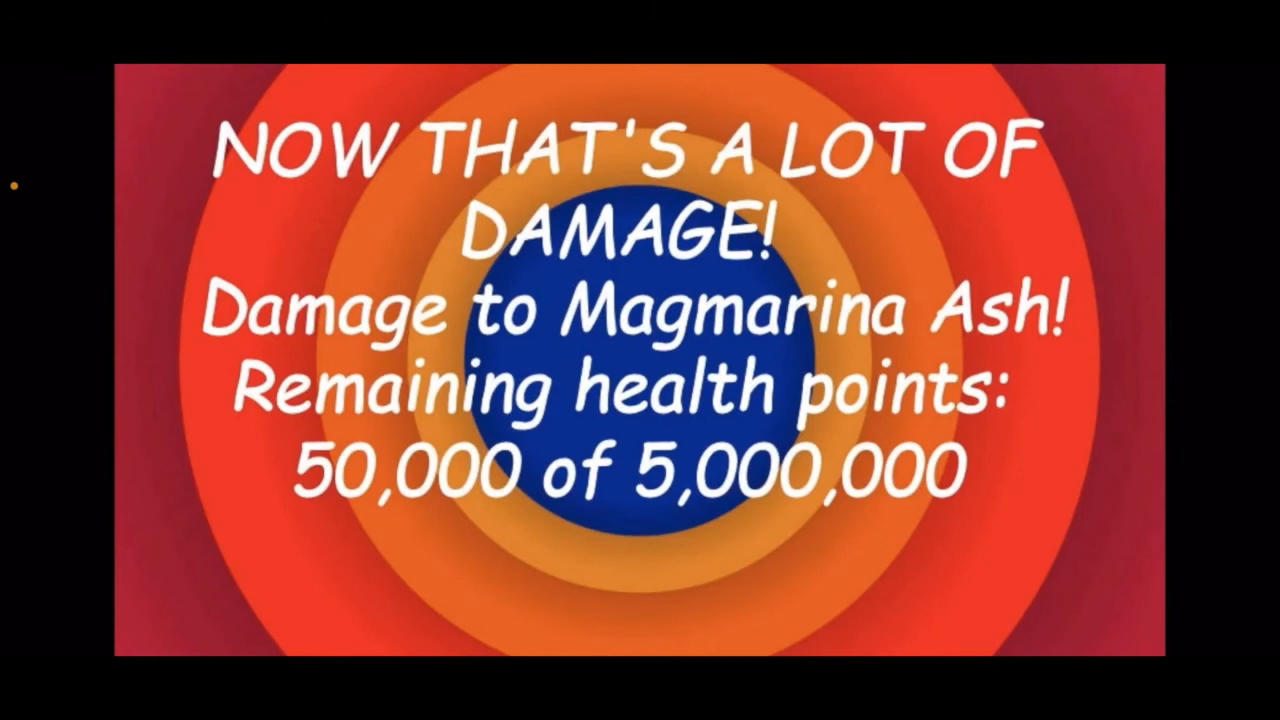 NOW THAT'S A LOT OF
DAMAGE!
Damage to Magmarina Ash!
Remaining health points:
50,000 of 5,000,000